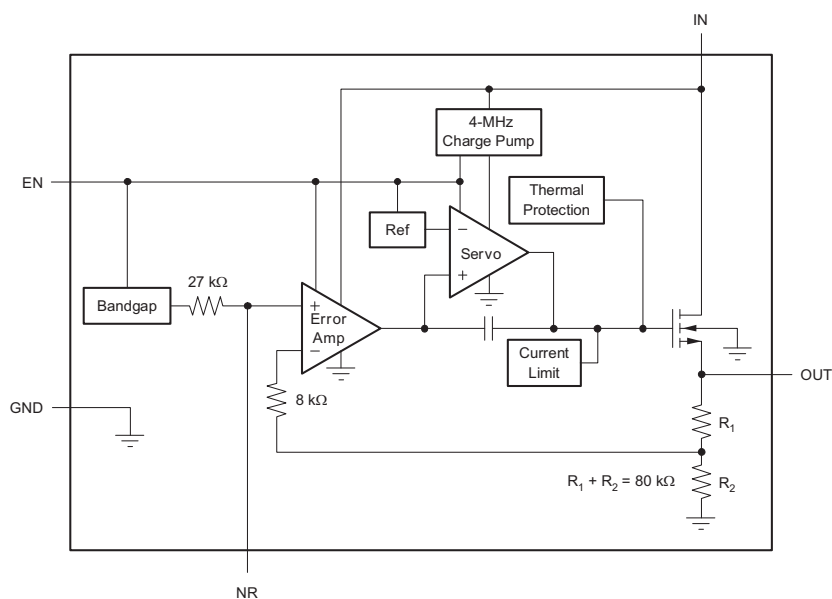 IN
4-MHz
Charge Pump
EN
Thermal
Protection
Ref
−
Servo
+
27 kΩ
Bandgap
+
Error
Amp
−
Current
Limit
OUT
GND
8 kΩ
R1
R1 + R2 = 80 kΩ
R2
NR